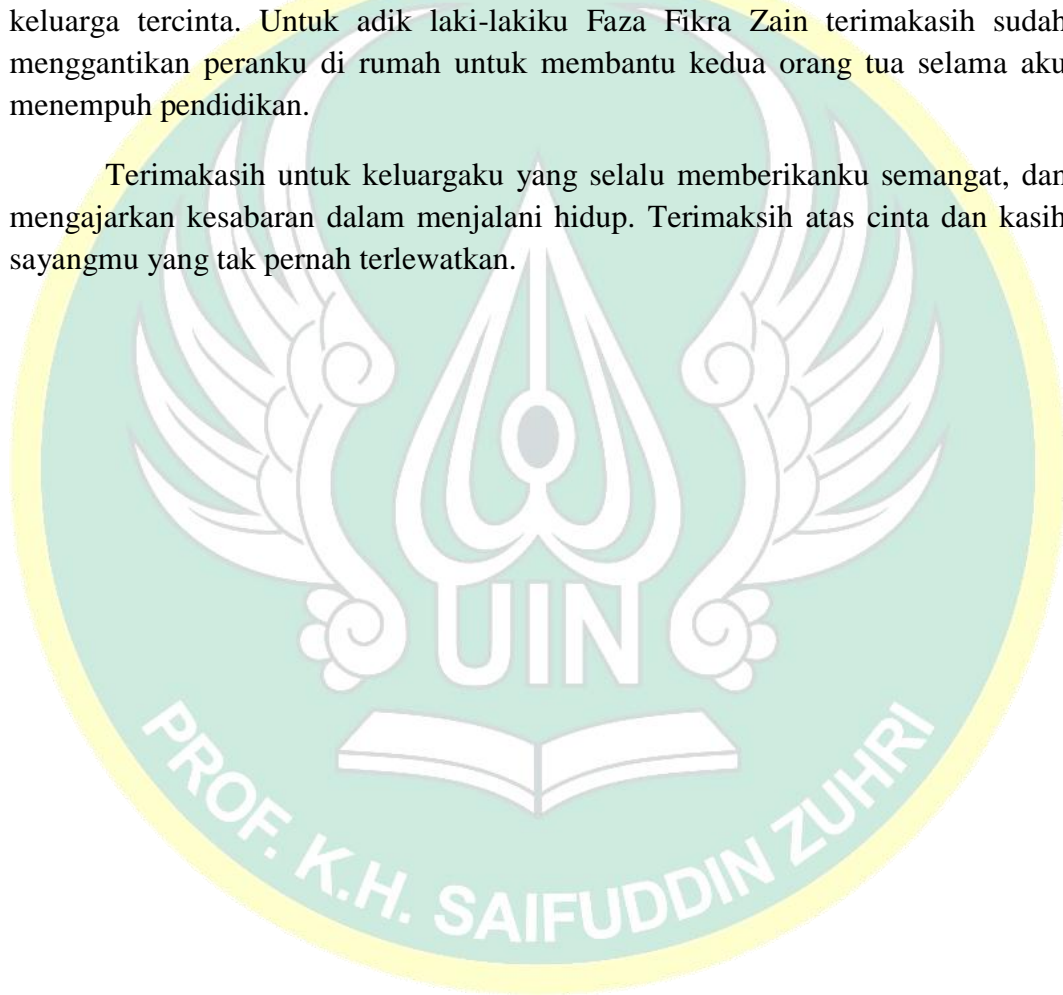 keluarga tercinta. Untuk adik laki-lakiku Faza Fikra Zain terimakasih sudah
menggantikan peranku di rumah untuk membantu kedua orang tua selama aku
menempuh pendidikan.
Terimakasih untuk keluargaku yang selalu memberikanku semangat, dan
mengajarkan kesabaran dalam menjalani hidup. Terimaksih atas cinta dan kasih
sayangmu yang tak pernah terlewatkan.
UIN
PROF. K.H. SAIFUDDIN ZUHRI